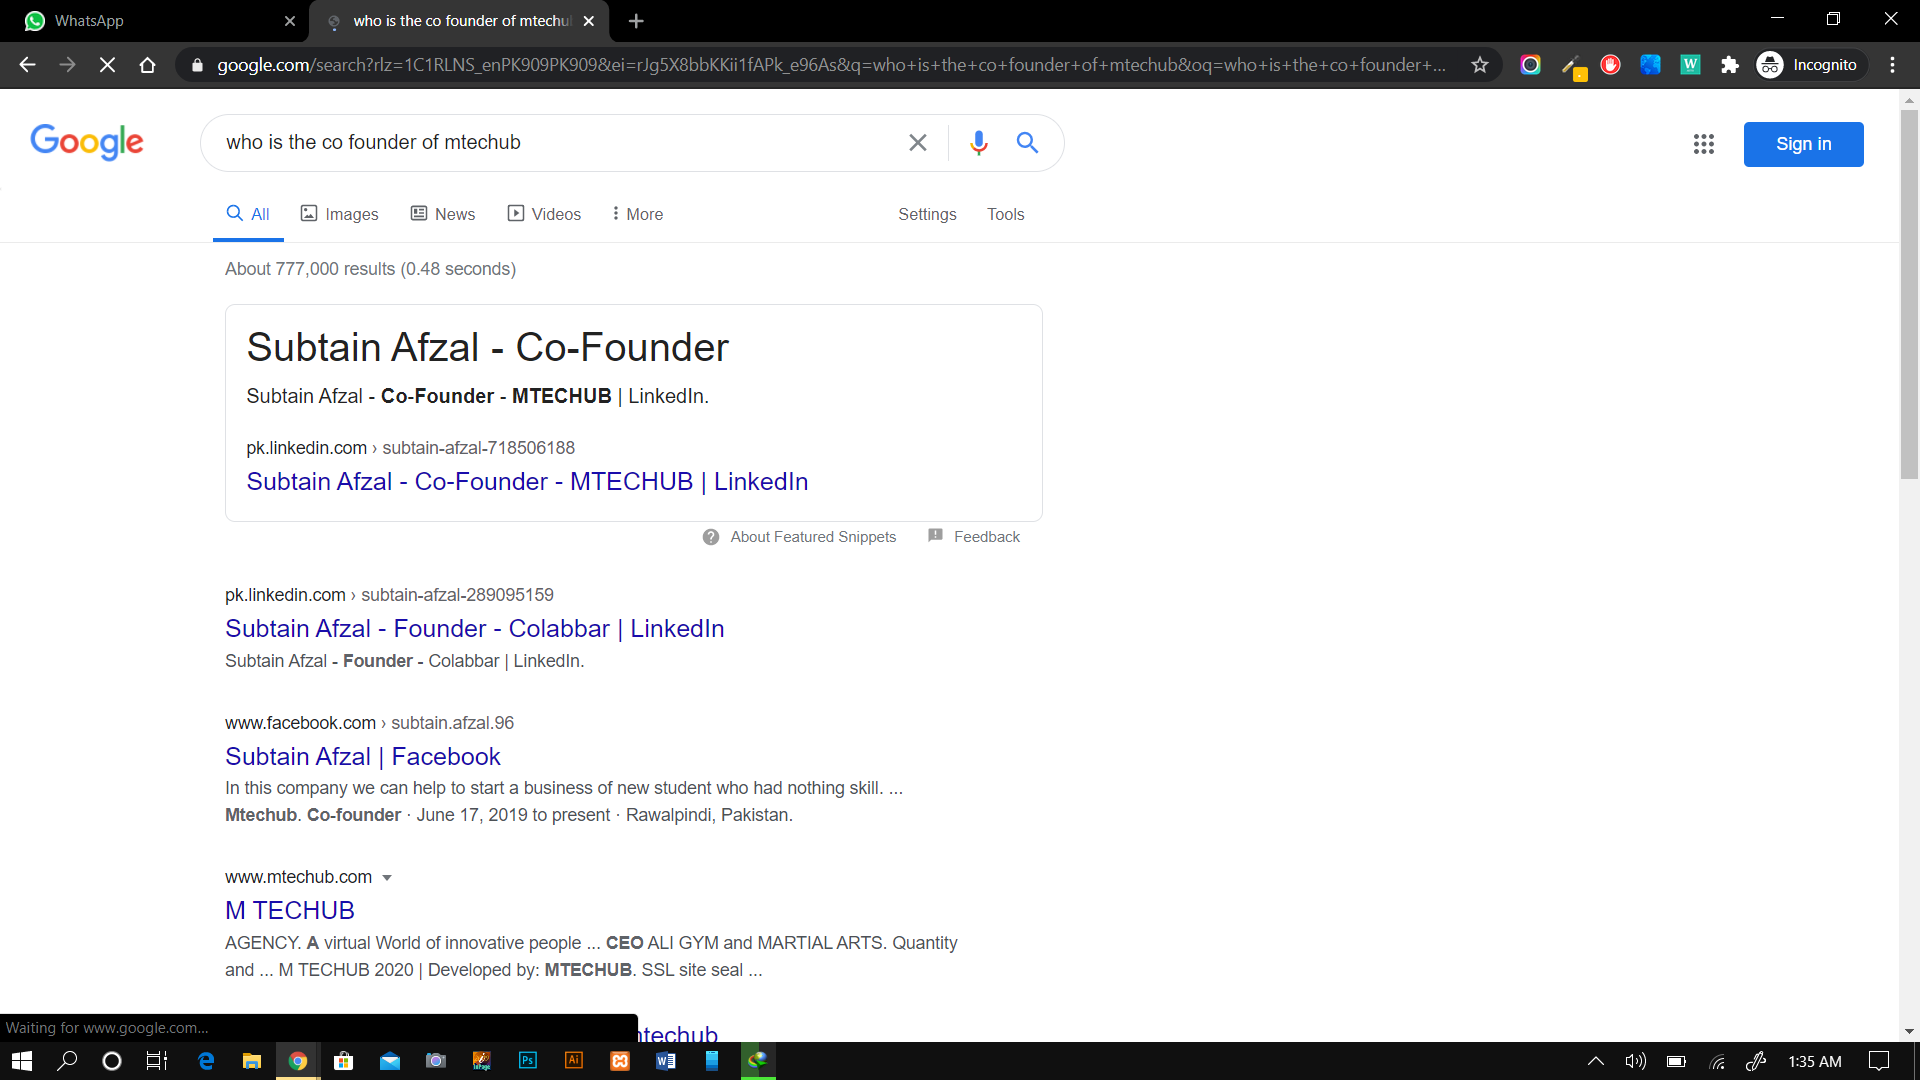 WhatsApp
who is the co founder of mtechu
google.com/search?rlz=1C1RLNS_enPK909PK909&ei=rJg5X8bbKKii1fAPk_e96As&q=who+is+the+co+founder+of+mtechub&oq=who+is+the+co+founder+...
Incognito
Google
who is the co founder of mtechub
Sign in
All Images News Videos More Settings Tools
About 777,000 results (0.48 seconds)
Subtain Afzal - Co-Founder
Subtain Afzal - Co-Founder - MTECHUB | LinkedIn.
pk.linkedin.com › subtain-afzal-718506188
Subtain Afzal - Co-Founder - MTECHUB | LinkedIn
About Featured Snippets Feedback
pk.linkedin.com › subtain-afzal-289095159
Subtain Afzal - Founder - Colabbar | LinkedIn
Subtain Afzal - Founder - Colabbar | LinkedIn.
www.facebook.com › subtain.afzal.96
Subtain Afzal | Facebook
In this company we can help to start a business of new student who had nothing skill. ...
Mtechub. Co-founder · June 17, 2019 to present · Rawalpindi, Pakistan.
www.mtechub.com
M TECHUB
AGENCY. A virtual World of innovative people ... CEO ALI GYM and MARTIAL ARTS. Quantity
and ... M TECHUB 2020 | Developed by: MTECHUB. SSL site seal ...
Waiting for www.google.com...
ntechub
1:35 AM